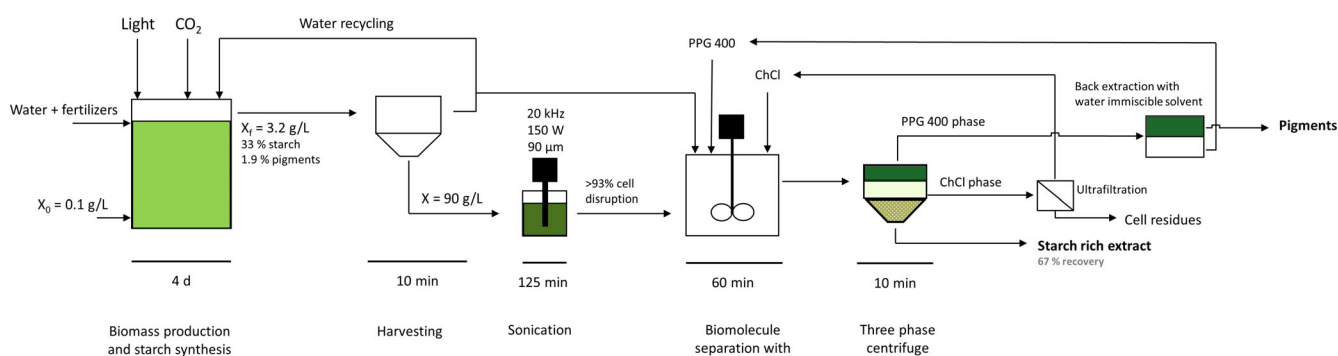 Light
CO2
Water recycling
Water + fertilizers
Xf = 3.2 g/L
33 % starch
1.9 % pigments
X0 = 0.1 g/L
X = 90 g/L
20 kHz
150 W
90 µm
>93% cell
disruption
PPG 400
ChCl
PPG 400 phase
ChCl phase
Back extraction with
water immiscible solvent
Pigments
Ultrafiltration
Cell residues
Starch rich extract
67 % recovery
4 d
10 min
125 min
60 min
10 min
Biomass production
and starch synthesis
Harvesting
Sonication
Biomolecule
separation with
Three phase
centrifuge